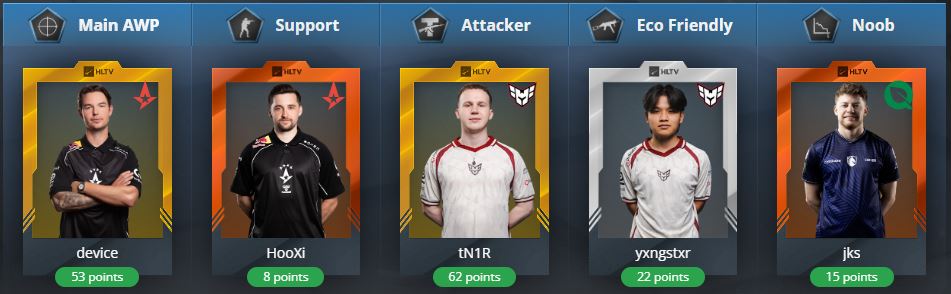 Main AWP
Support
Attacker
Eco Friendly
Noob
HLTV
HLTV
HLTV
HLTV
HLTV
device
HooXi
tN1R
yxngstxr
jks
53 points
8 points
62 points
22 points
15 points